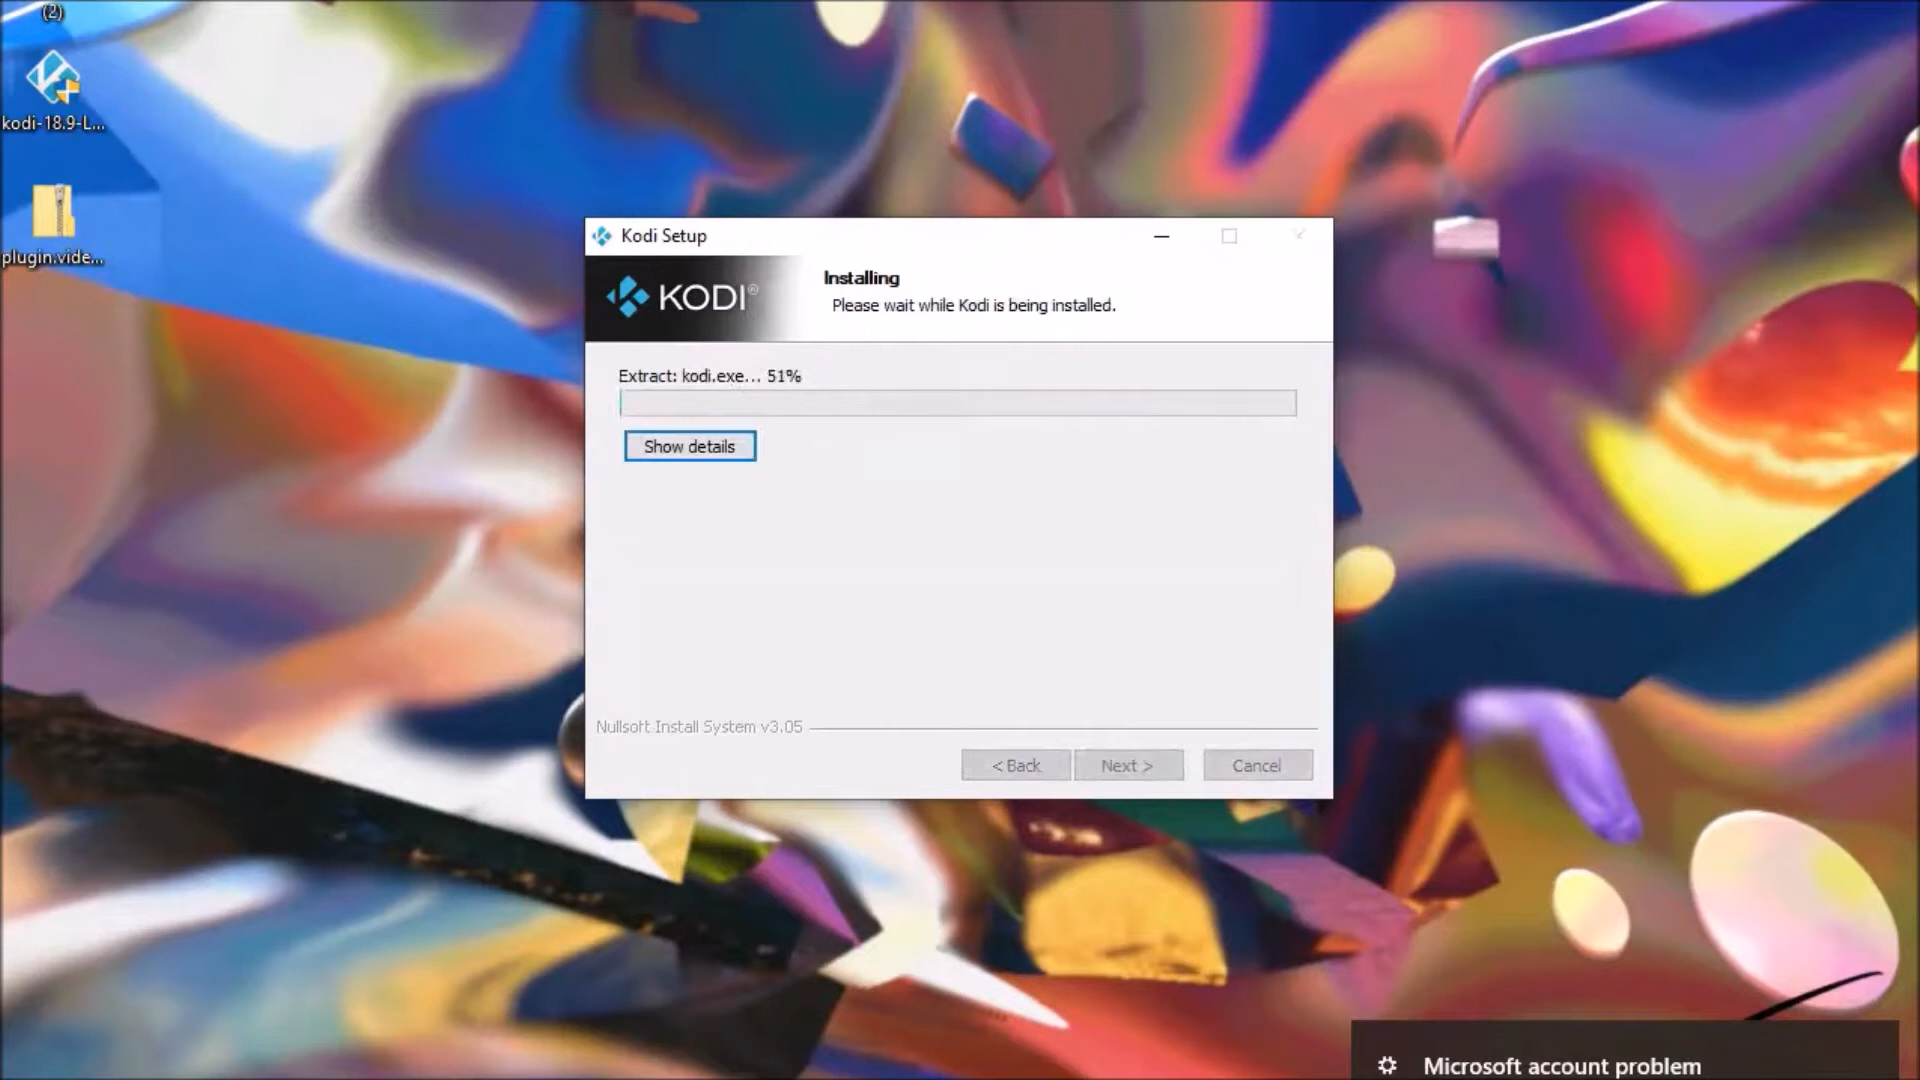 (2)
kodi-18.9-L...
plugin.vide...
Kodi Setup
KODI®
Installing
Please wait while Kodi is being installed.
Extract: kodi.exe... 51%
Show details
Nullsoft Install System v3.05
< Back
Next >
Cancel
Microsoft account problem